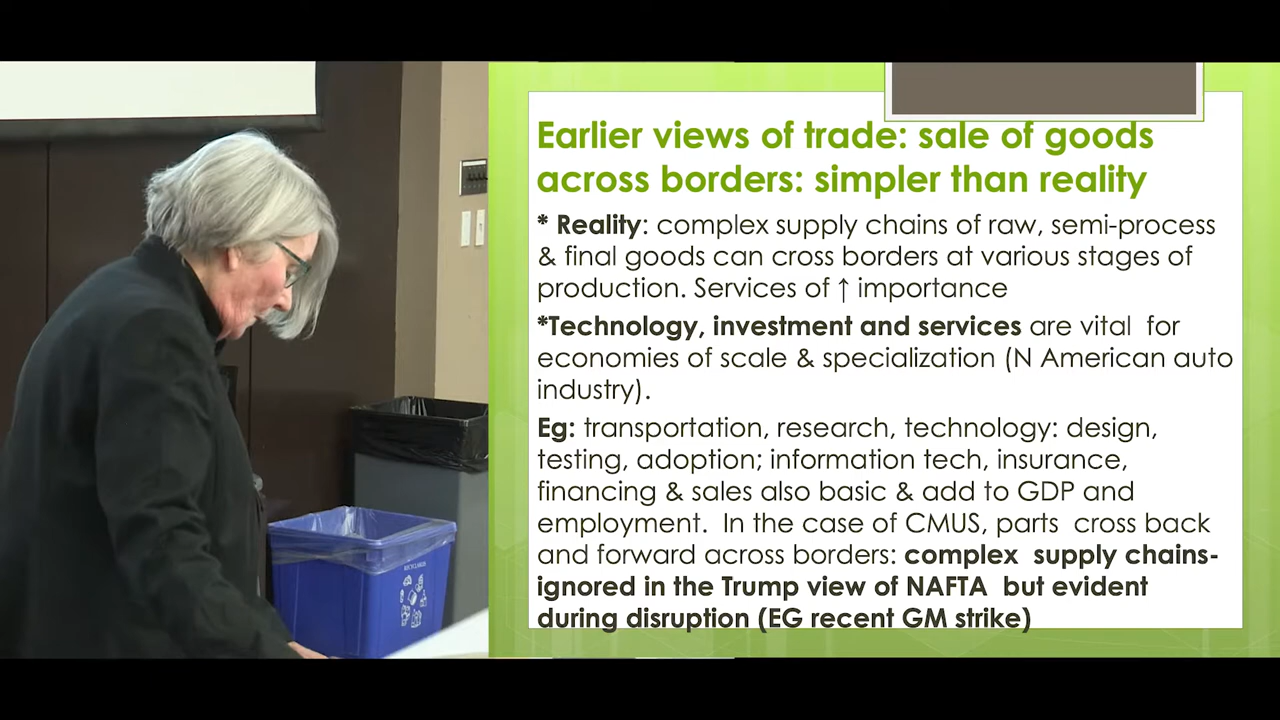 Earlier views of trade: sale of goods
across borders: simpler than reality
* Reality: complex supply chains of raw, semi-process
& final goods can cross borders at various stages of
production. Services of ↑ importance
*Technology, investment and services are vital for
economies of scale & specialization (N American auto
industry).
Eg: transportation, research, technology: design,
testing, adoption; information tech, insurance,
financing & sales also basic & add to GDP and
employment. In the case of CMUS, parts cross back
and forward across borders: complex supply chains-
ignored in the Trump view of NAFTA but evident
during disruption (EG recent GM strike)